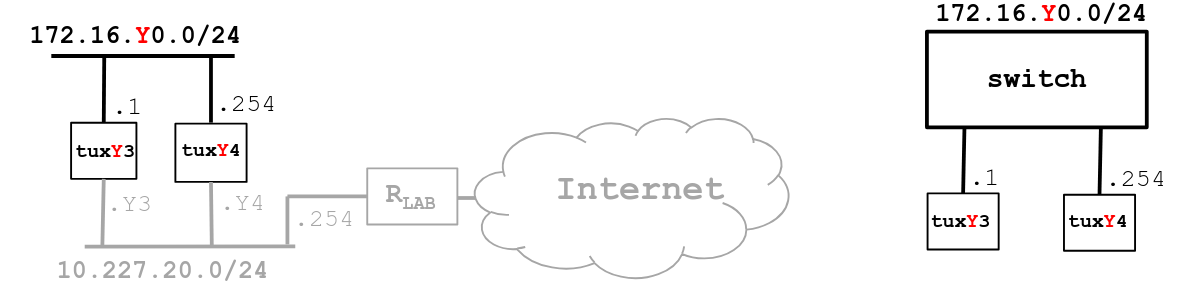 172.16.Y0.0/24
.1
.254
tuxY3
tuxY4
.Y3
.Y4
.254
RLAB
Internet
10.227.20.0/24
172.16.Y0.0/24
switch
.1
.254
tuxY3
tuxY4